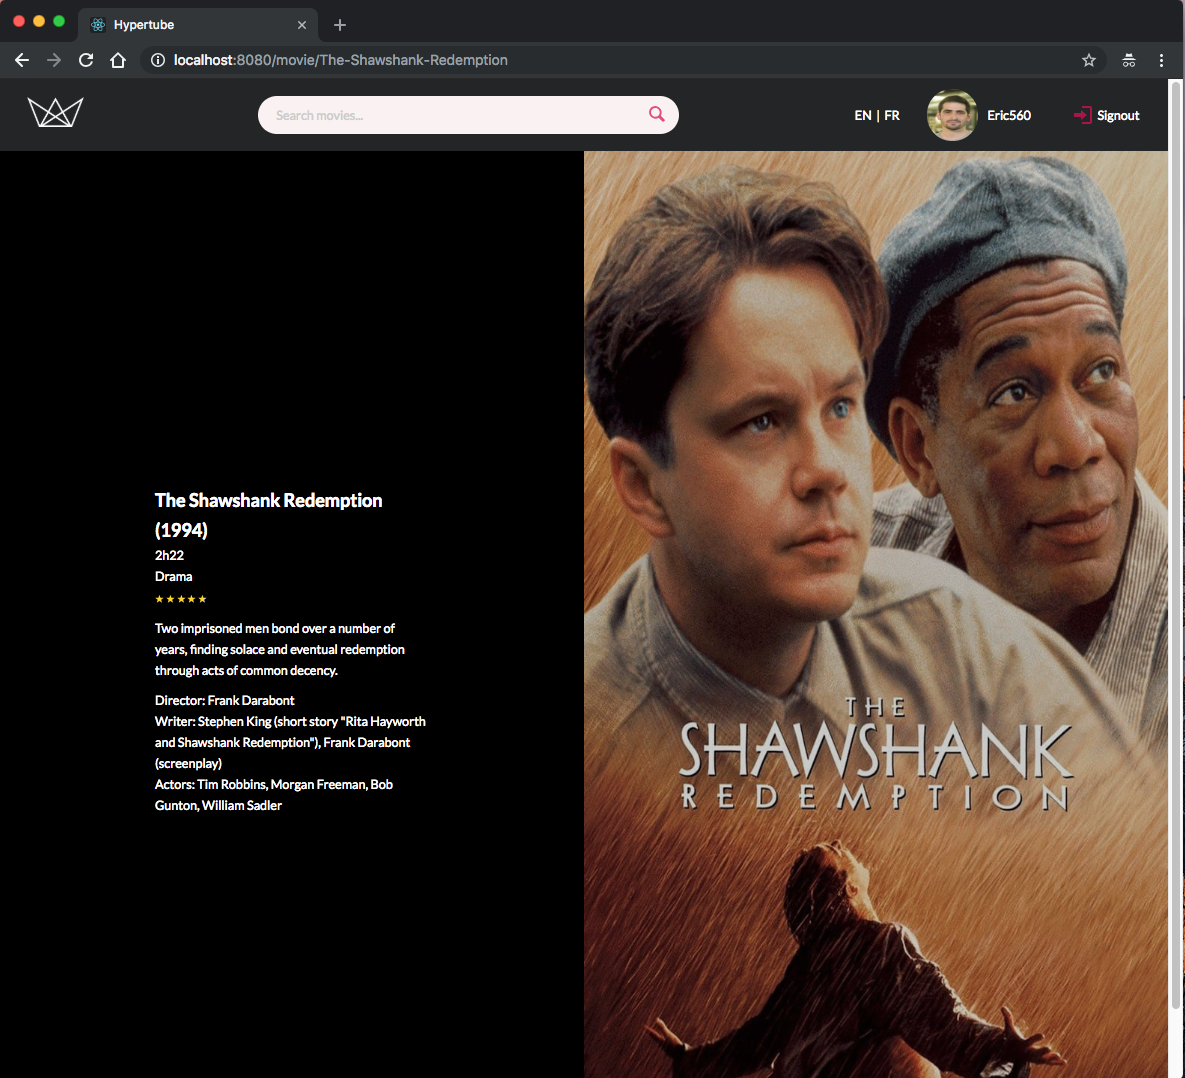 Hypertube
localhost:8080/movie/The-Shawshank-Redemption
Search movies...
EN | FR
Eric560
Signout
The Shawshank Redemption
(1994)
2h22
Drama
★★★★★
Two imprisoned men bond over a number of
years, finding solace and eventual redemption
through acts of common decency.
Director: Frank Darabont
Writer: Stephen King (short story "Rita Hayworth
and Shawshank Redemption"), Frank Darabont
(screenplay)
Actors: Tim Robbins, Morgan Freeman, Bob
Gunton, William Sadler
THE
SHAWSHANK
REDEMPTION